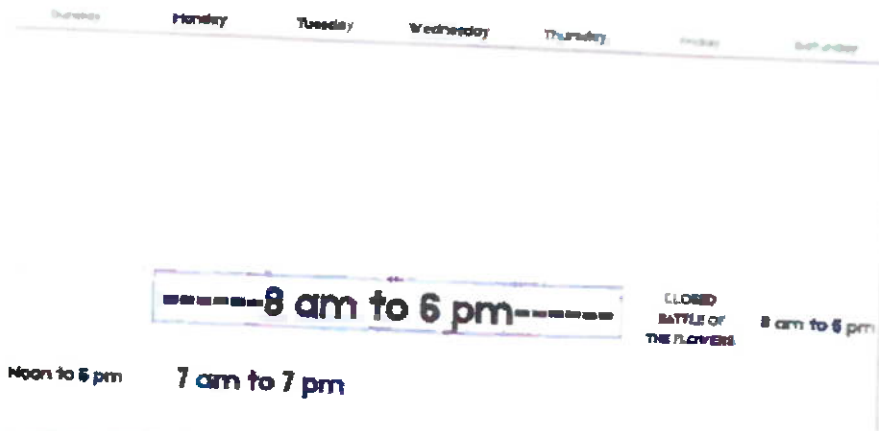 Sunday Monday Tuesday Wednesday Thursday Friday Saturday
------8 am to 6 pm------
CLOSED
BATTLE OF
THE FLOWERS
8 am to 6 pm
Noon to 6 pm 7 am to 7 pm